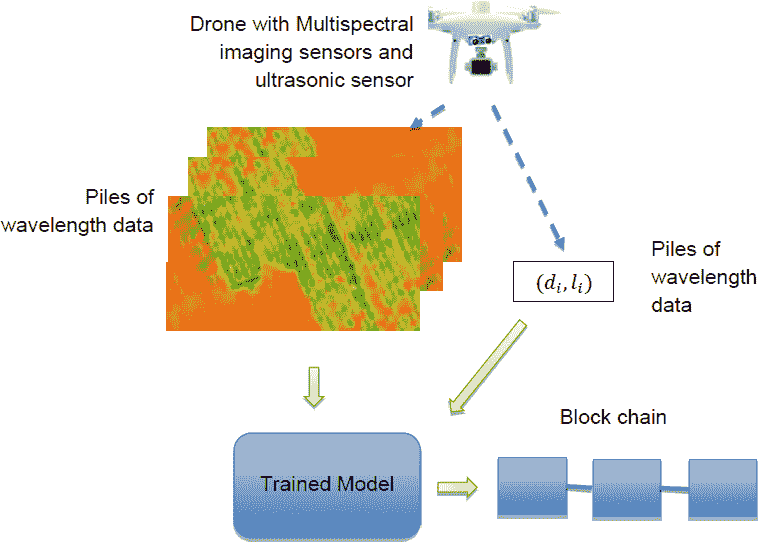 Drone with Multispectral
imaging sensors and
ultrasonic sensor
Piles of
wavelength data
Piles of
wavelength
data
(dᵢ, lᵢ)
Block chain
Trained Model